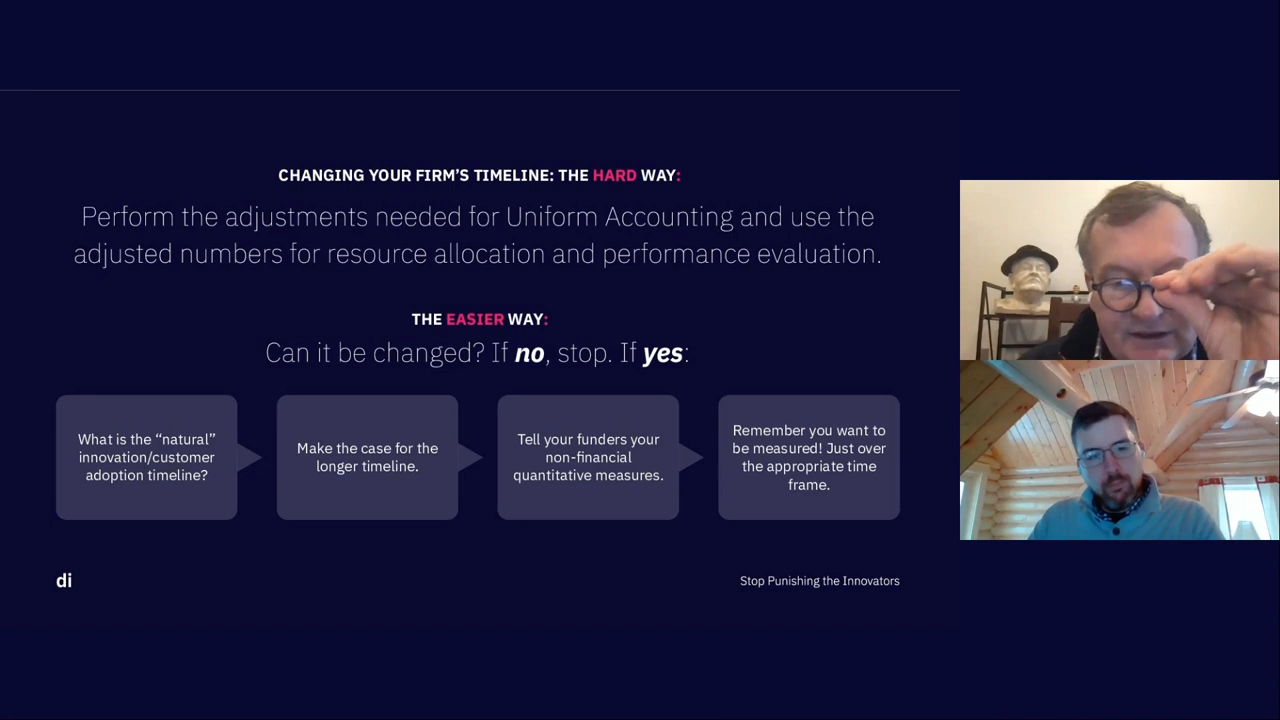 CHANGING YOUR FIRM’S TIMELINE: THE HARD WAY:
Perform the adjustments needed for Uniform Accounting and use the
adjusted numbers for resource allocation and performance evaluation.
THE EASIER WAY:
Can it be changed? If no, stop. If yes:
What is the “natural”
innovation/customer
adoption timeline?
Make the case for the
longer timeline.
Tell your funders your
non-financial
quantitative measures.
Remember you want to
be measured! Just over
the appropriate time
frame.
di
Stop Punishing the Innovators